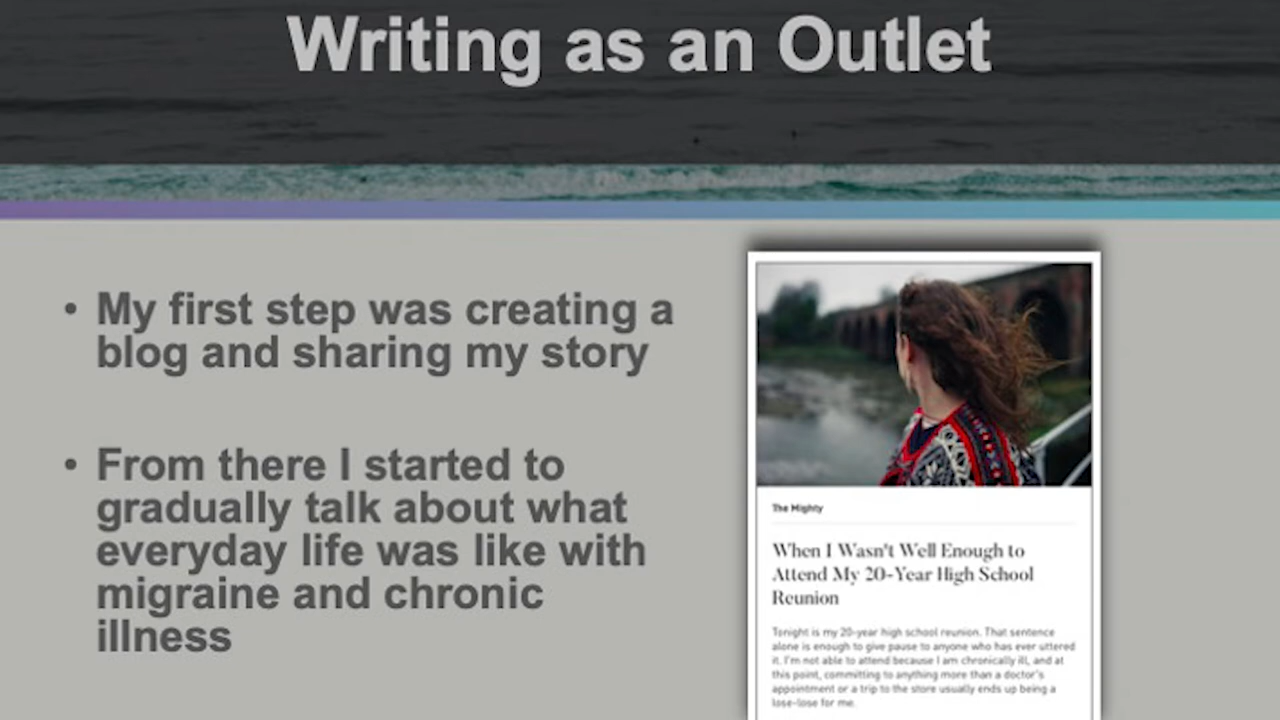 Writing as an Outlet
• My first step was creating a
blog and sharing my story
• From there I started to
gradually talk about what
everyday life was like with
migraine and chronic
illness
The Mighty
When I Wasn't Well Enough to
Attend My 20-Year High School
Reunion
Tonight is my 20-year high school reunion. That sentence
alone is enough to give pause to anyone who has ever uttered
it. I'm not able to attend because I am chronically ill, and at
this point, committing to anything more than a doctor's
appointment or a trip to the store usually ends up being a
lose-lose for me.